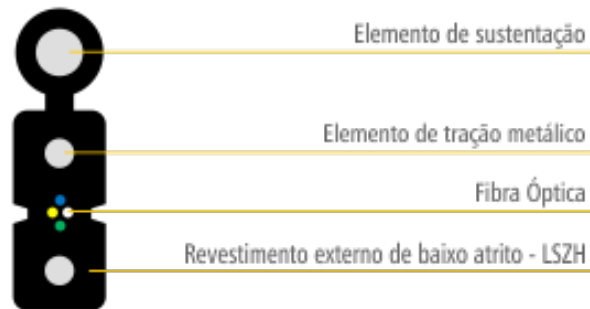 Elemento de sustentação
Elemento de tração metálico
Fibra Óptica
Revestimento externo de baixo atrito - LSZH